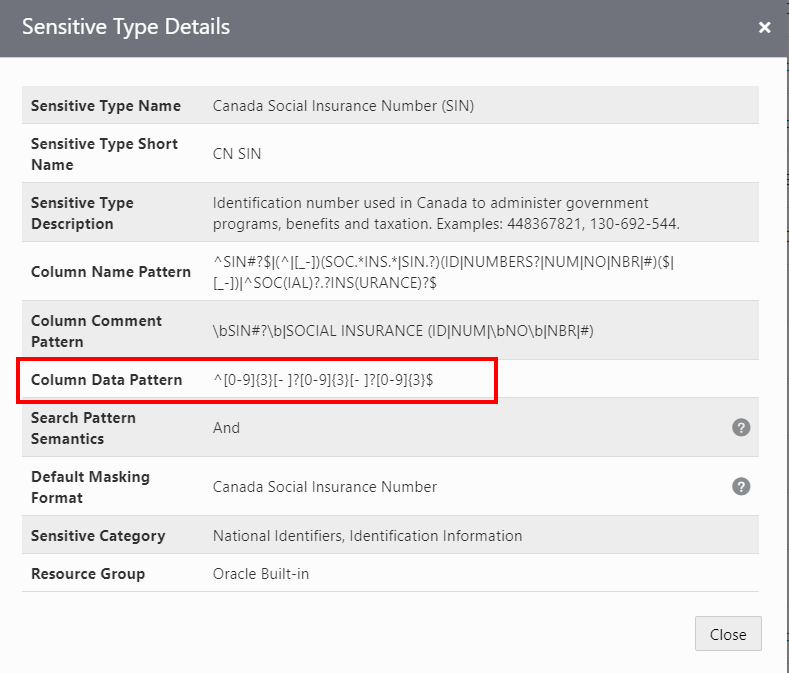 Sensitive Type Details
×
Sensitive Type Name Canada Social Insurance Number (SIN)
Sensitive Type Short
Name
CN SIN
Sensitive Type
Description
Identification number used in Canada to administer government
programs, benefits and taxation. Examples: 448367821, 130-692-544.
Column Name Pattern
^SIN#?$|(^|[_-])(SOC.*INS.*|SIN.?)(ID|NUMBERS?|NUM|NO|NBR|#)($|
[_-])|^SOC(IAL)?.?INS(URANCE)?$
Column Comment
Pattern
\bSIN#?\b|SOCIAL INSURANCE (ID|NUM|\bNO\b|NBR|#)
Column Data Pattern ^[0-9]{3}[- ]?[0-9]{3}[- ]?[0-9]{3}$
Search Pattern
Semantics
And
?
Default Masking
Format
Canada Social Insurance Number
?
Sensitive Category National Identifiers, Identification Information
Resource Group Oracle Built-in
Close